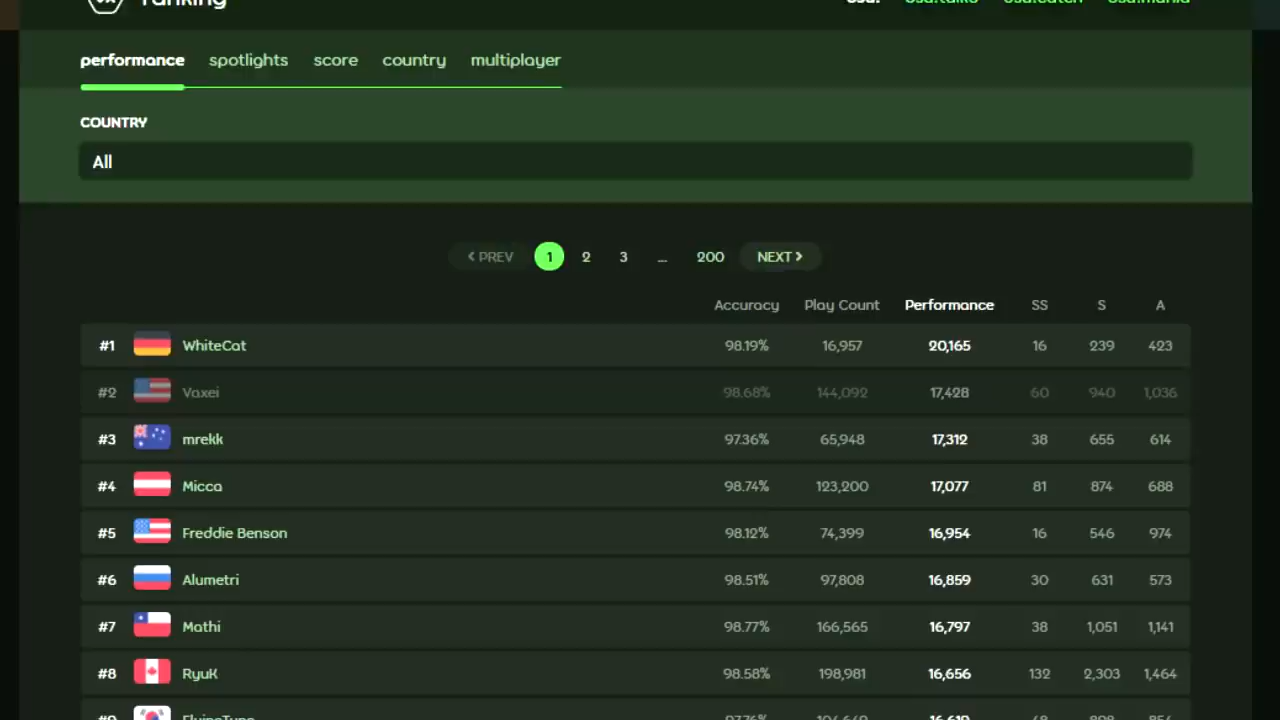 ranking osu! osu!taiko osu!catch osu!mania
performance spotlights score country multiplayer
COUNTRY
All
PREV 1 2 3 ... 200 NEXT
Accuracy Play Count Performance SS S A
#1 WhiteCat 98.19% 16,957 20,165 16 239 423
#2 Vaxei 98.68% 144,092 17,428 60 940 1,036
#3 mrekk 97.36% 65,948 17,312 38 655 614
#4 Micca 98.74% 123,200 17,077 81 874 688
#5 Freddie Benson 98.12% 74,399 16,954 16 546 974
#6 Alumetri 98.51% 97,808 16,859 30 631 573
#7 Mathi 98.77% 166,565 16,797 38 1,051 1,141
#8 RyuK 98.58% 198,981 16,656 132 2,303 1,464
#9 FlyingTuna